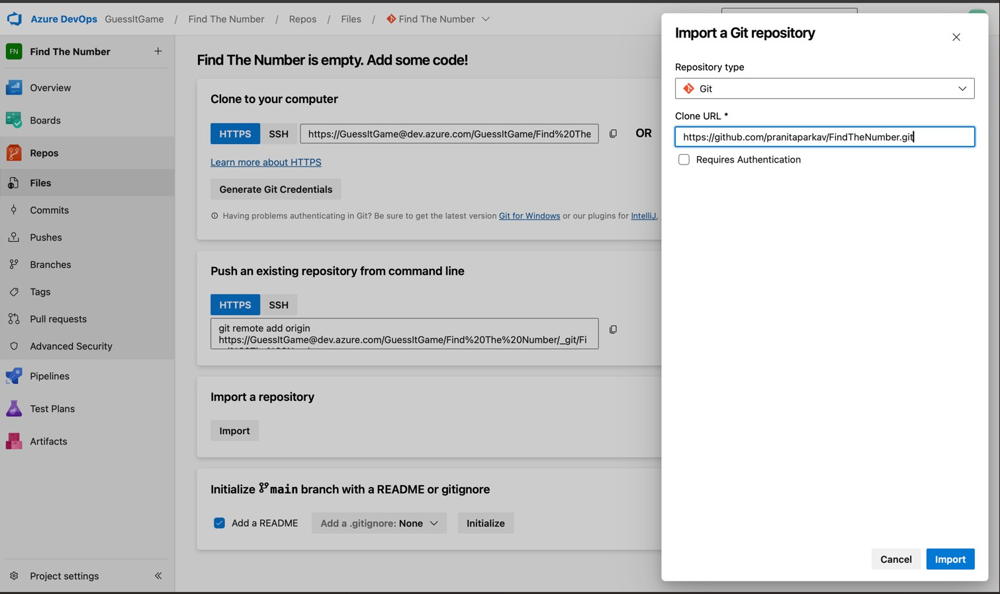 Azure DevOps GuessItGame / Find The Number / Repos / Files / Find The Number
FN Find The Number +
Overview
Boards
Repos
Files
Commits
Pushes
Branches
Tags
Pull requests
Advanced Security
Pipelines
Test Plans
Artifacts
Project settings
Find The Number is empty. Add some code!
Clone to your computer
HTTPS SSH https://GuessItGame@dev.azure.com/GuessItGame/Find%20The OR
Learn more about HTTPS
Generate Git Credentials
Having problems authenticating in Git? Be sure to get the latest version Git for Windows or our plugins for IntelliJ,
Push an existing repository from command line
HTTPS SSH
git remote add origin
https://GuessItGame@dev.azure.com/GuessItGame/Find%20The%20Number/_git/Fi
Import a repository
Import
Initialize main branch with a README or gitignore
Add a README Add a .gitignore: None Initialize
Import a Git repository
Repository type
Git
Clone URL *
https://github.com/pranitaparkav/FindTheNumber.git
Requires Authentication
Cancel Import